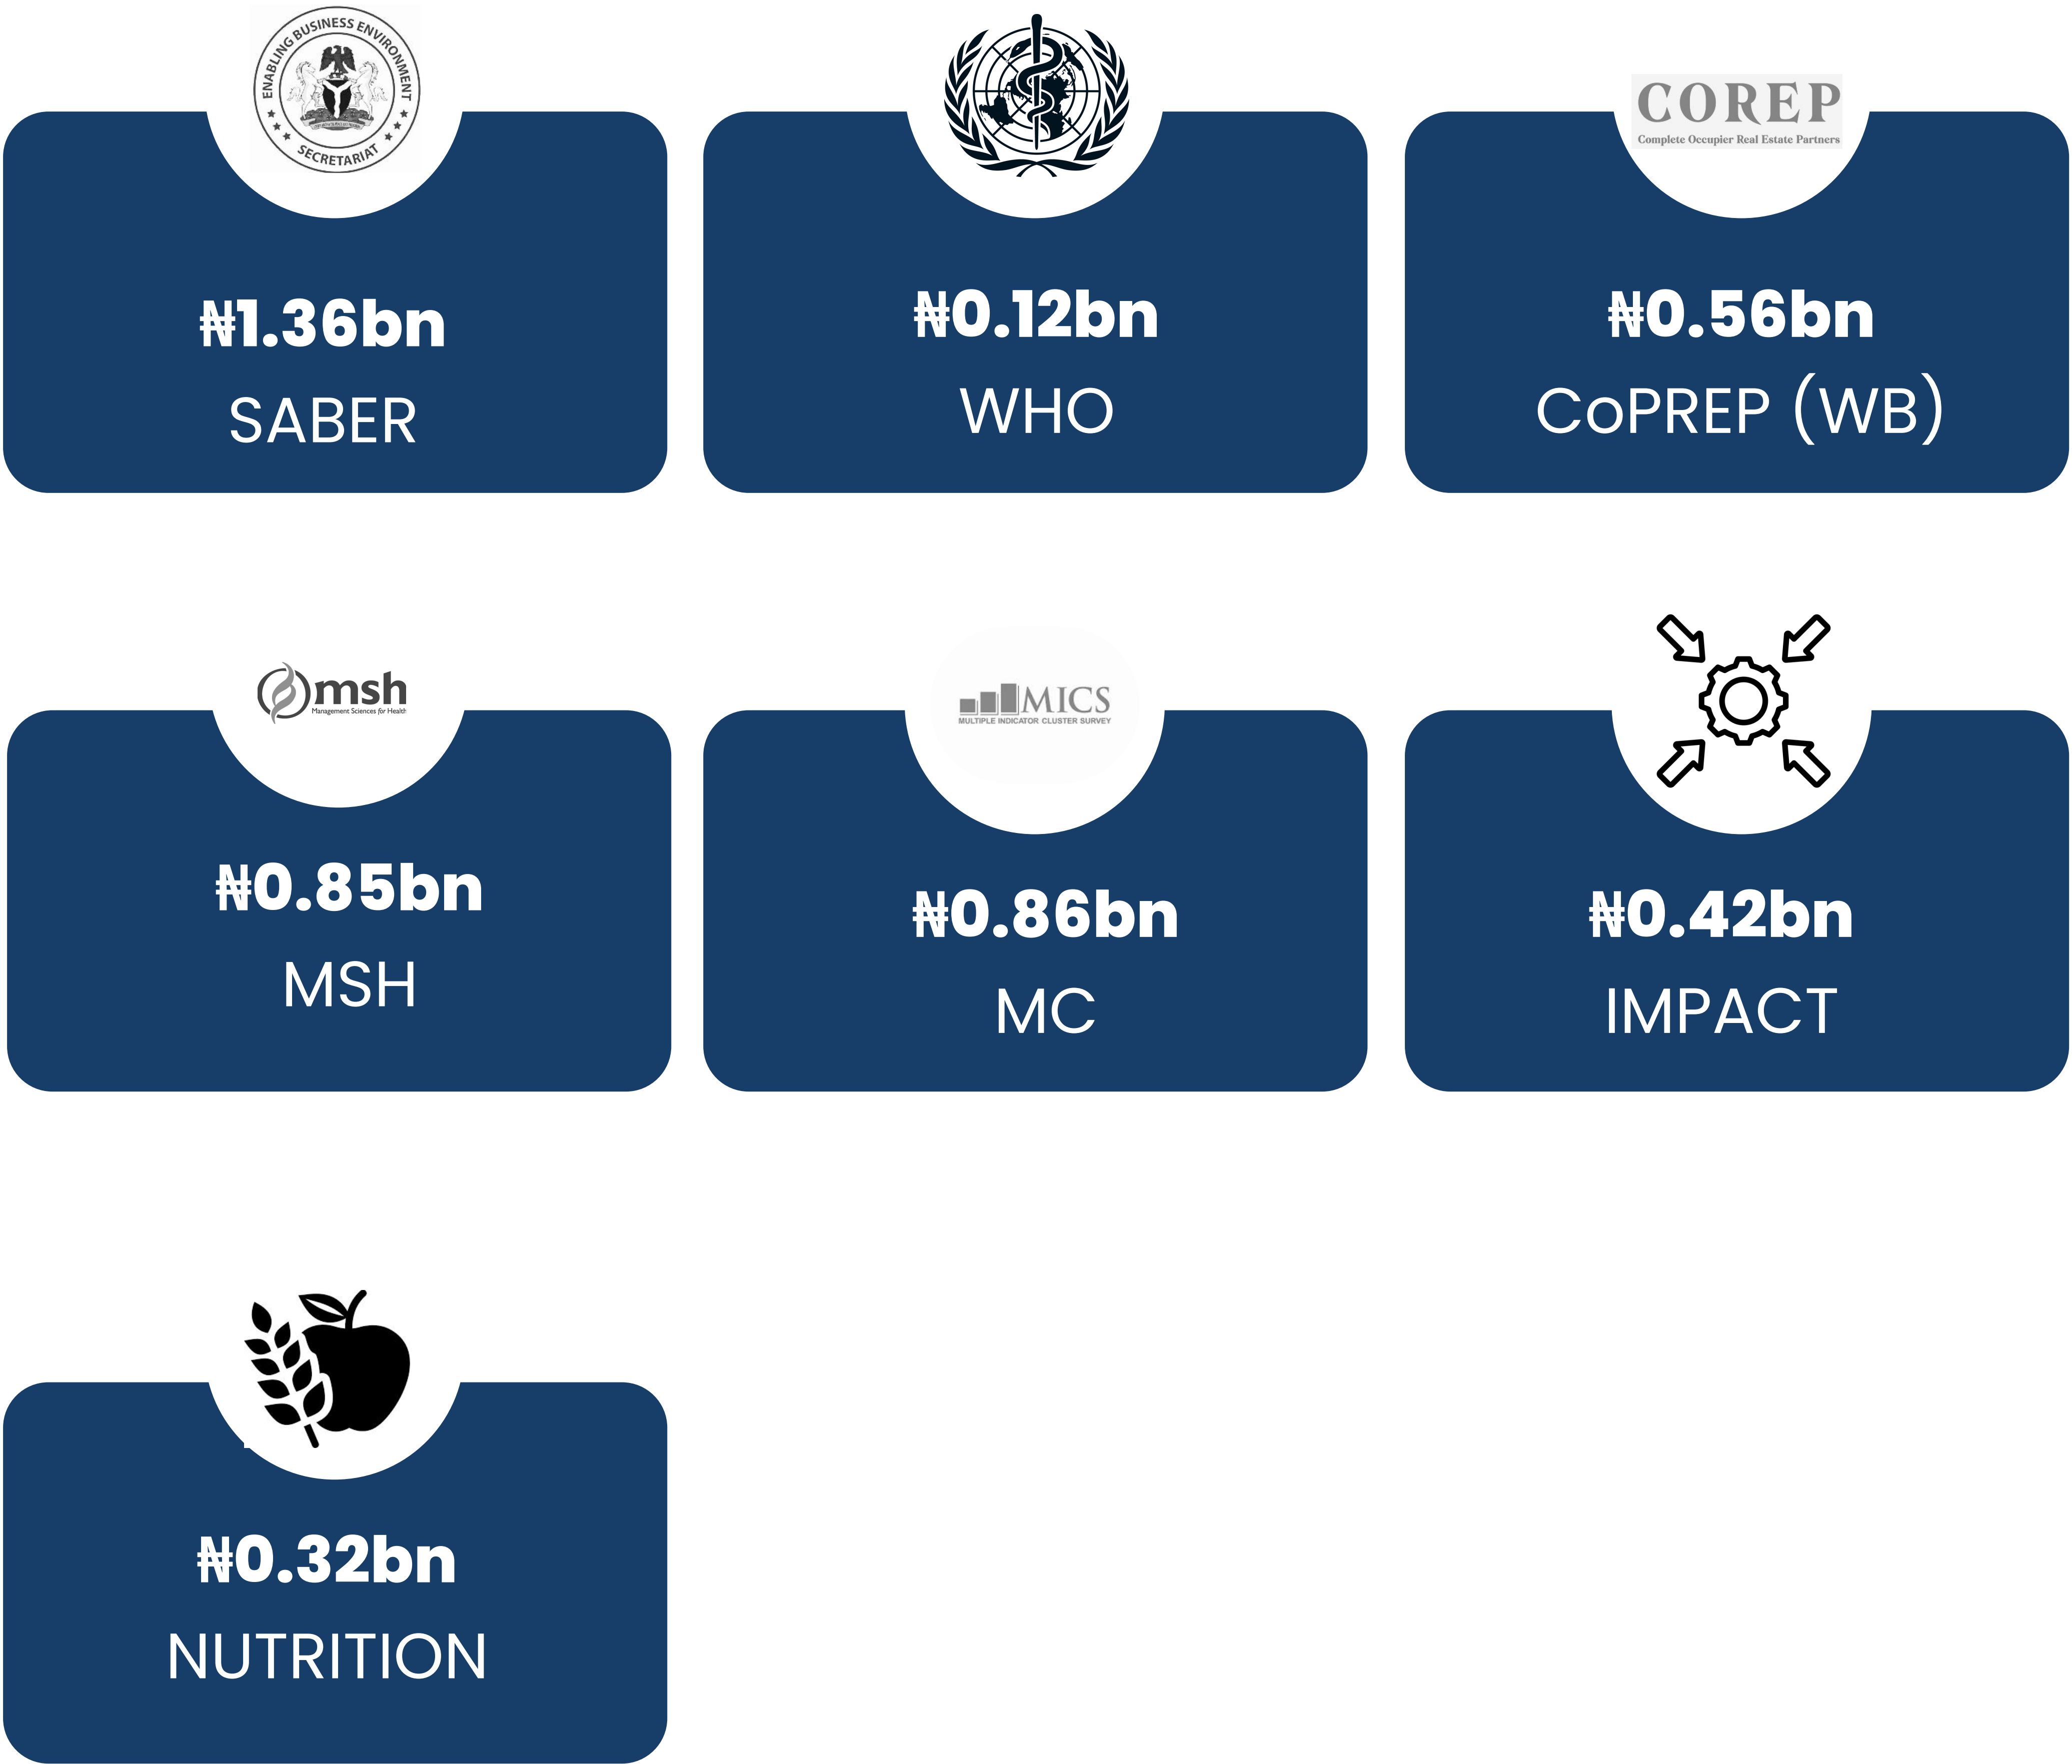 ENABLING BUSINESS ENVIRONMENT
SECRETARIAT
₦1.36bn
SABER
₦0.12bn
WHO
COREP
Complete Occupier Real Estate Partners
₦0.56bn
CoPREP (WB)
msh
Management Sciences for Health
₦0.85bn
MSH
MICS
MULTIPLE INDICATOR CLUSTER SURVEY
₦0.86bn
MC
₦0.42bn
IMPACT
₦0.32bn
NUTRITION